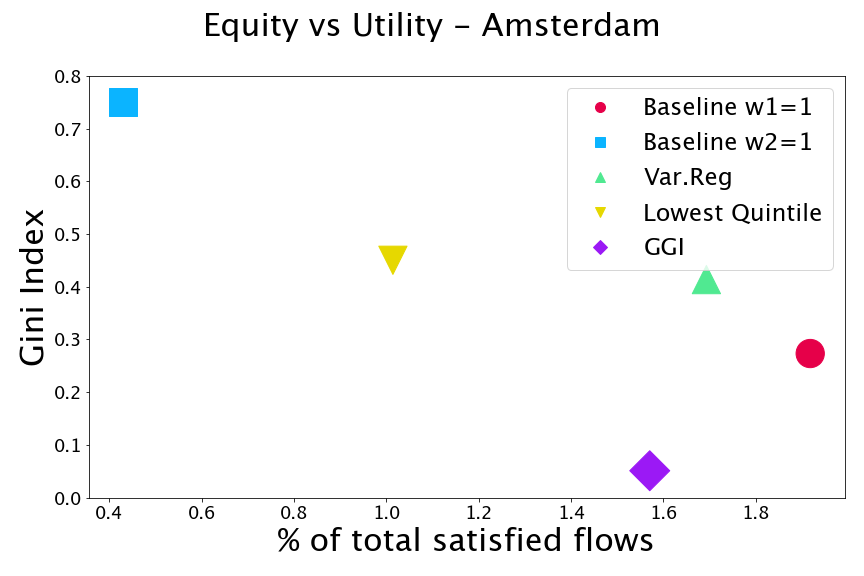 Equity vs Utility – Amsterdam
Gini Index
0.8
0.7
0.6
0.5
0.4
0.3
0.2
0.1
0.0
Baseline w1=1
Baseline w2=1
Var.Reg
Lowest Quintile
GGI
0.4 0.6 0.8 1.0 1.2 1.4 1.6 1.8
% of total satisfied flows